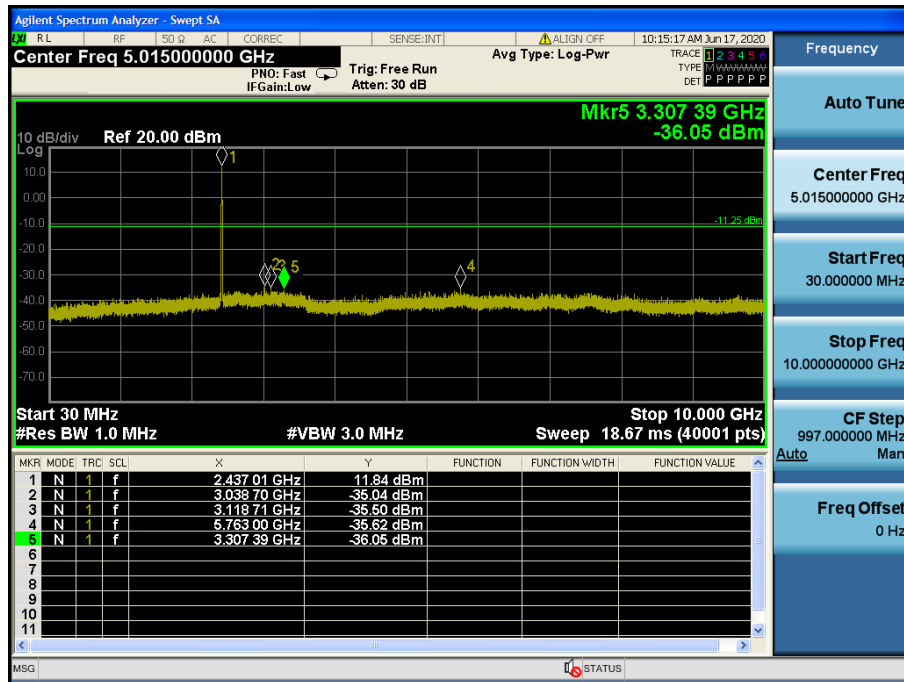 Agilent Spectrum Analyzer - Swept SA
LXI RL RF 50 Ω AC CORREC SENSE:INT ALIGN OFF 10:15:17 AM Jun 17, 2020
Center Freq 5.015000000 GHz
PNO: Fast
IFGain:Low
Trig: Free Run
Atten: 30 dB
Avg Type: Log-Pwr
TRACE 1 2 3 4 5 6
TYPE M W W W W W
DET P P P P P P
Mkr5 3.307 39 GHz
-36.05 dBm
10 dB/div Ref 20.00 dBm
Log
1
10.0
0.00
-10.0
-11.25 dBm
-20.0
2 3 5
4
-30.0
-40.0
-50.0
-60.0
-70.0
Start 30 MHz Stop 10.000 GHz
#Res BW 1.0 MHz #VBW 3.0 MHz Sweep 18.67 ms (40001 pts)
MKR MODE TRC SCL X Y FUNCTION FUNCTION WIDTH FUNCTION VALUE
1 N 1 f 2.437 01 GHz 11.84 dBm
2 N 1 f 3.038 70 GHz -35.04 dBm
3 N 1 f 3.118 71 GHz -35.50 dBm
4 N 1 f 5.763 00 GHz -35.62 dBm
5 N 1 f 3.307 39 GHz -36.05 dBm
6
7
8
9
10
11
MSG STATUS
Frequency
Auto Tune
Center Freq
5.015000000 GHz
Start Freq
30.000000 MHz
Stop Freq
10.000000000 GHz
CF Step
997.000000 MHz
Auto Man
Freq Offset
0 Hz